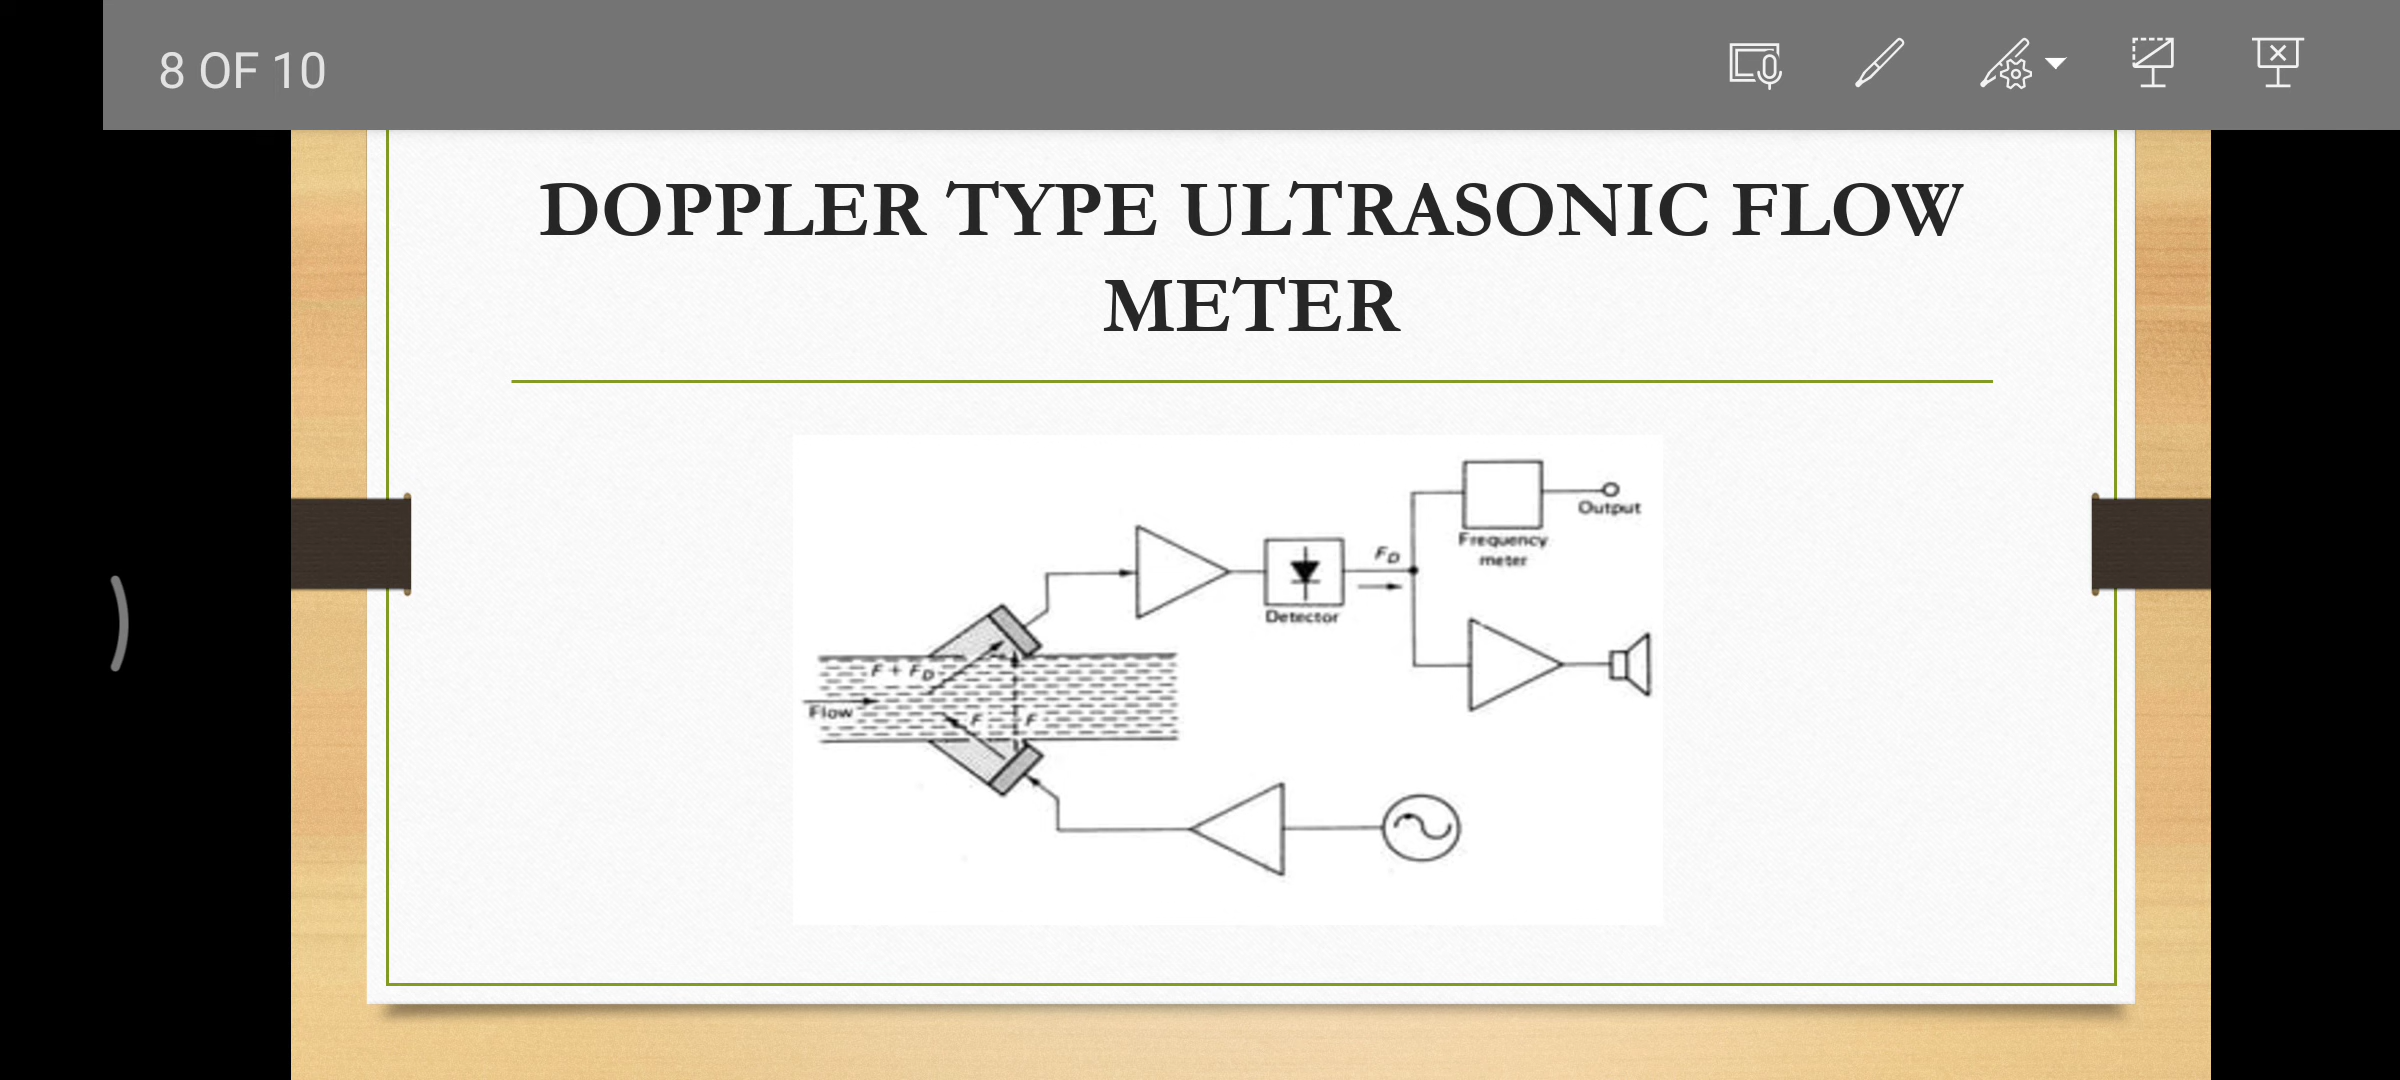 8 OF 10
DOPPLER TYPE ULTRASONIC FLOW
METER
Output
Frequency
meter
F_D
Detector
F + F_D
Flow
F F